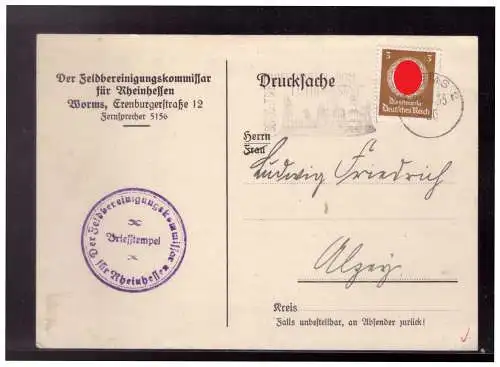 Der Feldbereinigungskommissar
für Rheinhessen
Worms, Erenburgerstraße 12
Fernsprecher 5156
Drucksache
3 3
Dienstmarke
Deutsches Reich
Herrn
Frau
Ludwig Friedrich
Alzey.
Der Feldbereinigungskommissar
Briefstempel
für Rheinhessen
Kreis
Falls unbestellbar, an Absender zurück!